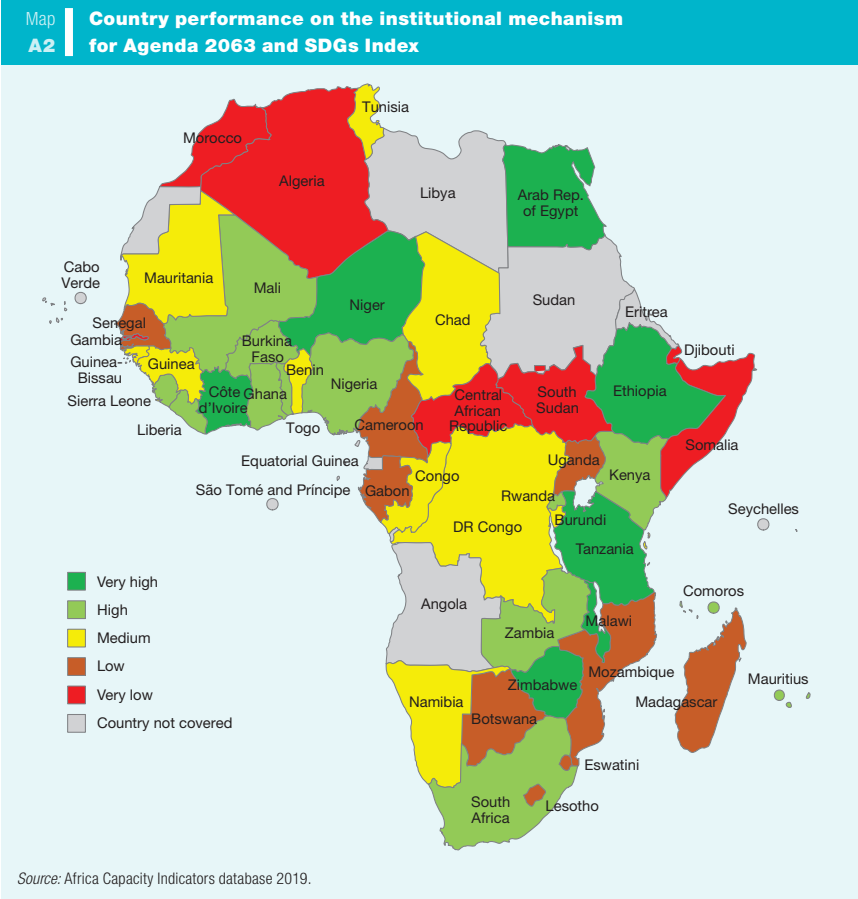 Map
A2
Country performance on the institutional mechanism
for Agenda 2063 and SDGs Index
Tunisia
Morocco
Algeria
Libya
Arab Rep.
of Egypt
Cabo
Verde
Mauritania
Mali
Niger
Chad
Sudan
Eritrea
Senegal
Gambia
Guinea-
Bissau
Guinea
Burkina
Faso
Benin
Nigeria
Djibouti
Ethiopia
Sierra Leone
Côte
d'Ivoire
Ghana
Central
African
Republic
South
Sudan
Liberia
Togo
Cameroon
Somalia
Equatorial Guinea
Congo
Uganda
Kenya
São Tomé and Príncipe
Gabon
Rwanda
Seychelles
DR Congo
Burundi
Tanzania
Very high
High
Medium
Low
Very low
Country not covered
Comoros
Angola
Malawi
Zambia
Mozambique
Mauritius
Zimbabwe
Namibia
Madagascar
Botswana
Eswatini
South
Africa
Lesotho
Source: Africa Capacity Indicators database 2019.